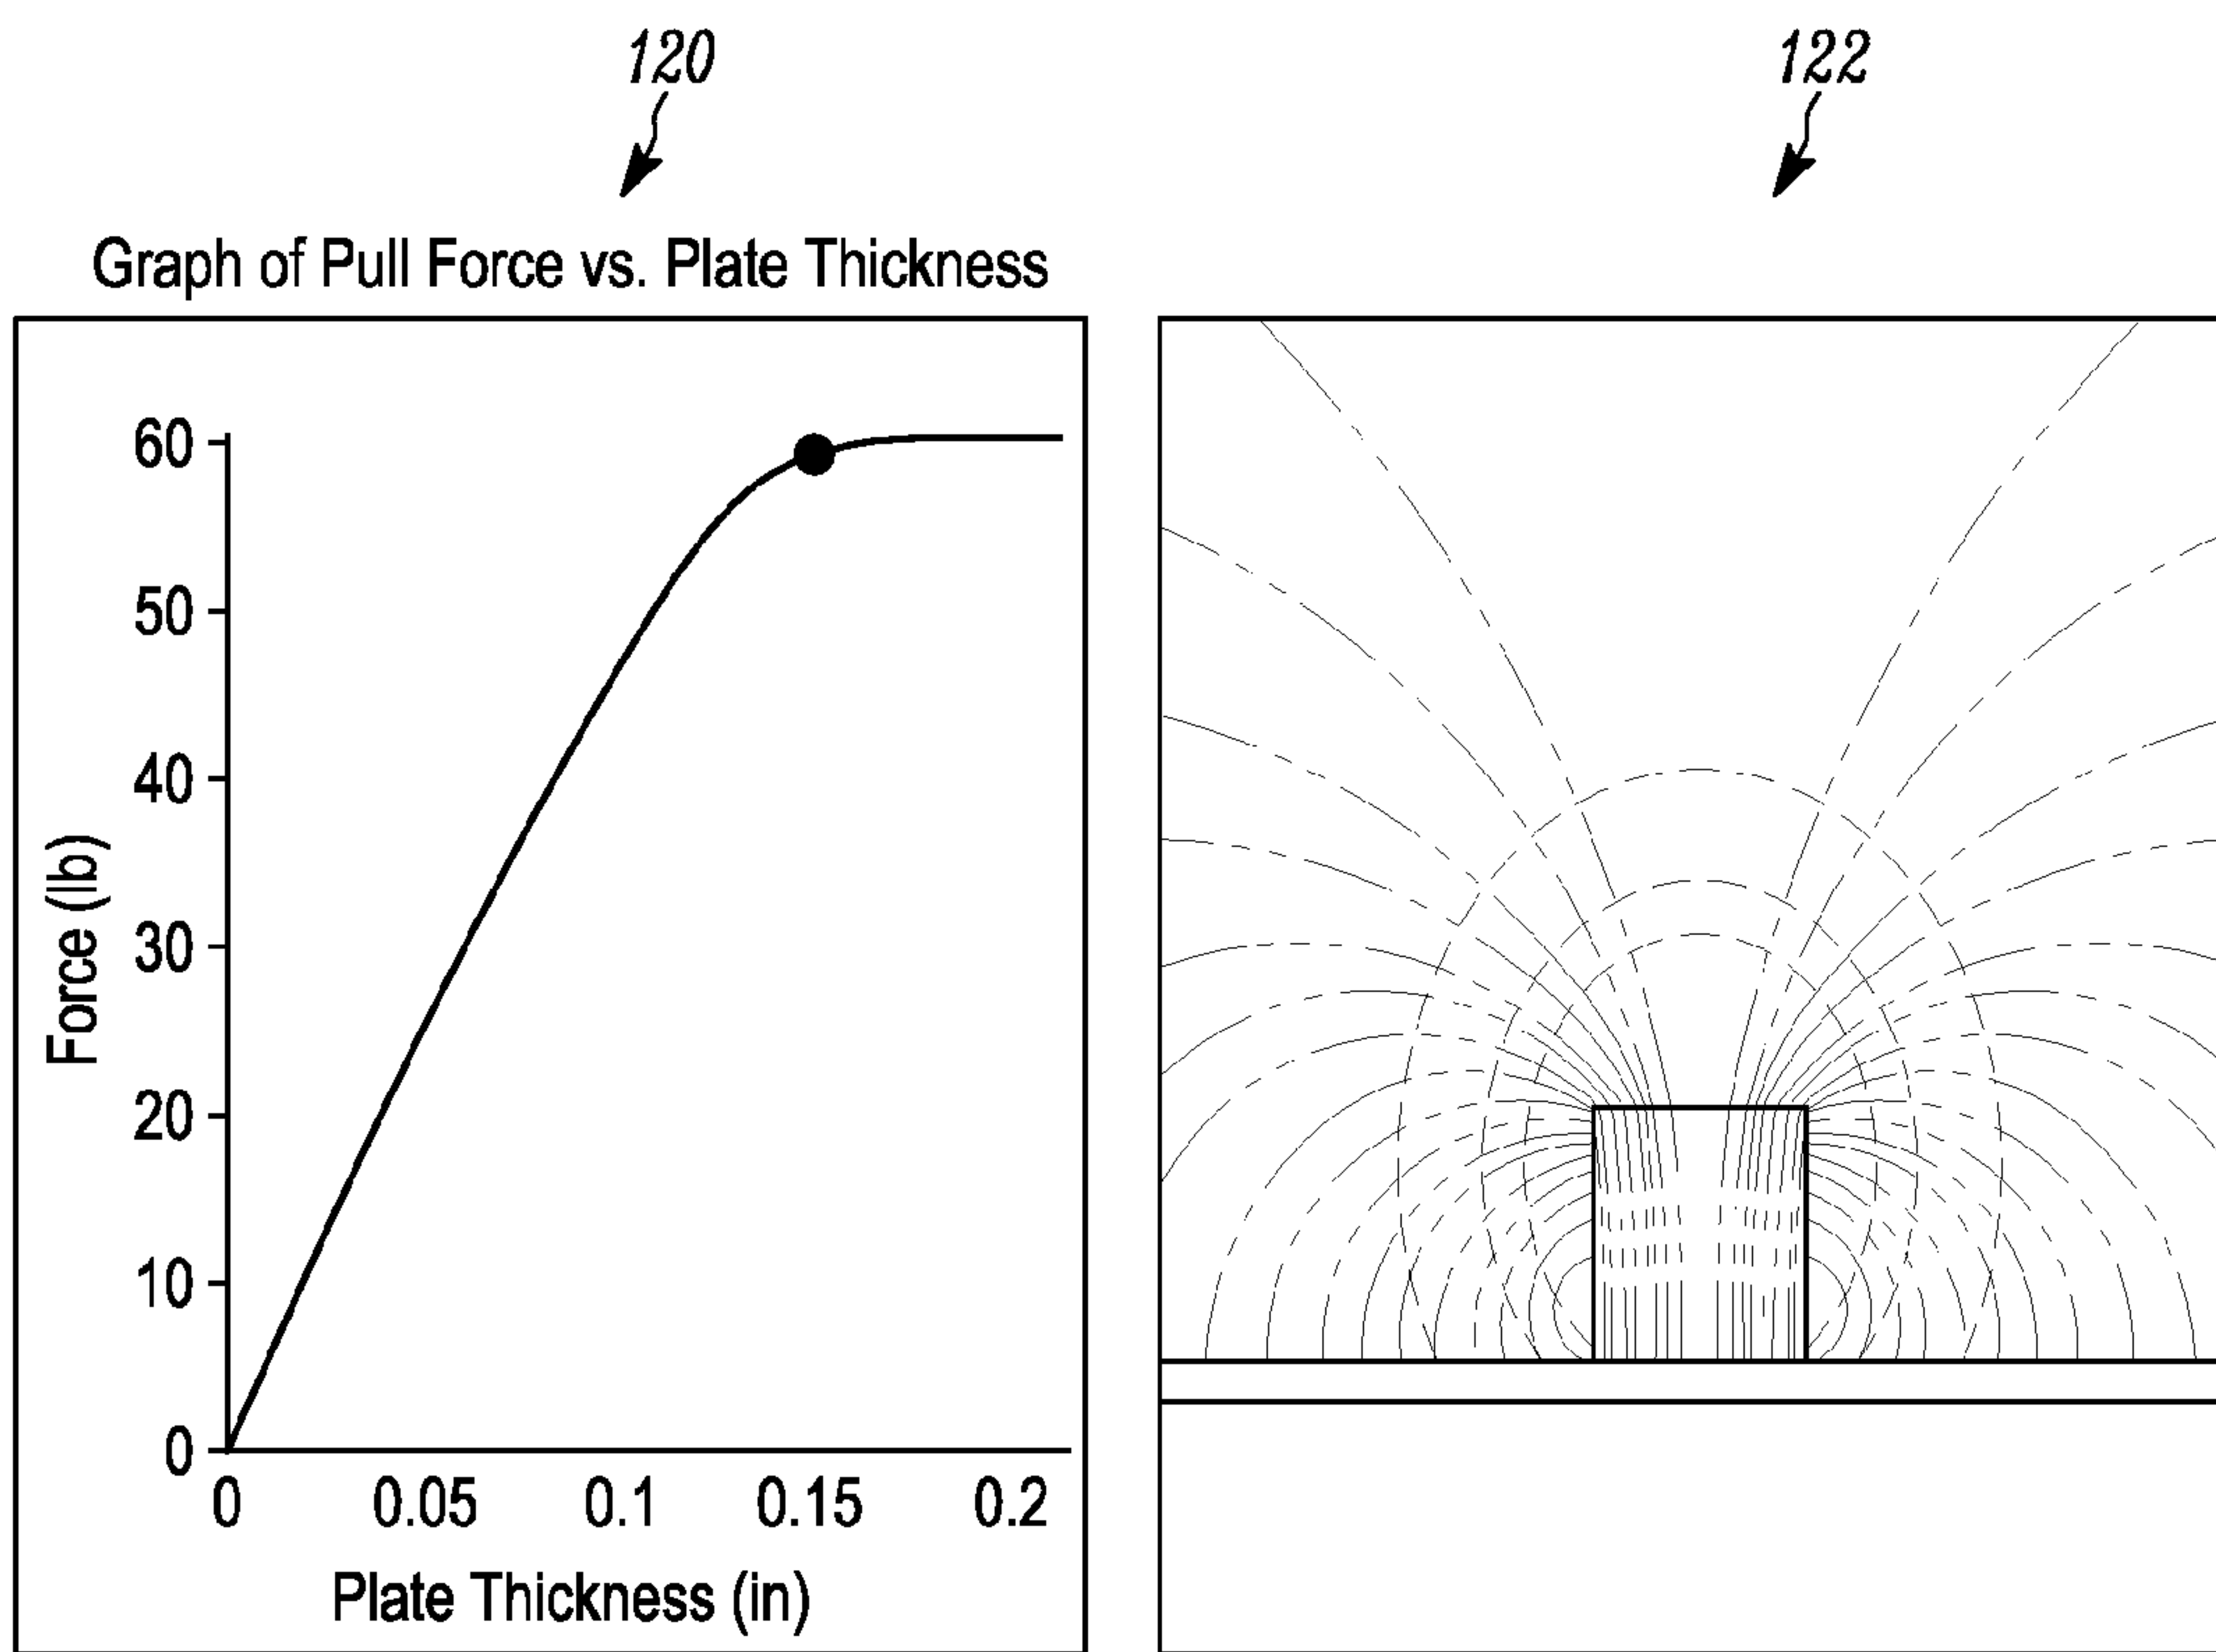 120
122
Graph of Pull Force vs. Plate Thickness
60
50
40
30
20
10
0
Force (lb)
0 0.05 0.1 0.15 0.2
Plate Thickness (in)